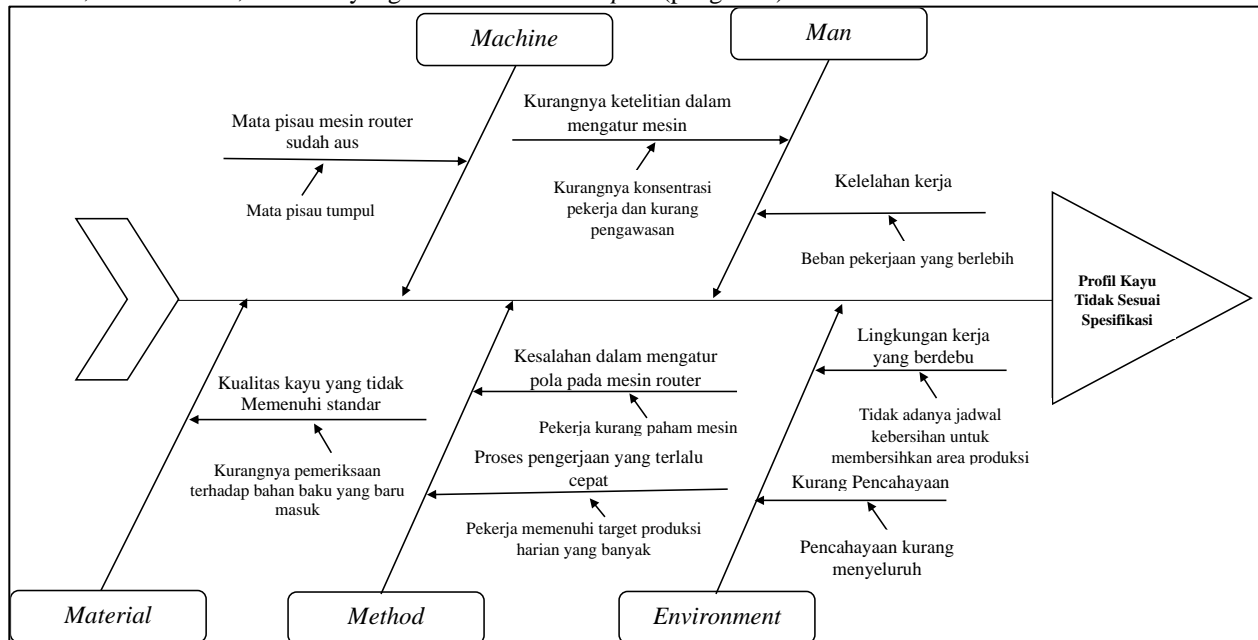 Machine
Man
Mata pisau mesin router
sudah aus
Mata pisau tumpul
Kurangnya ketelitian dalam
mengatur mesin
Kurangnya konsentrasi
pekerja dan kurang
pengawasan
Kelelahan kerja
Beban pekerjaan yang berlebih
Profil Kayu
Tidak Sesuai
Spesifikasi
Kualitas kayu yang tidak
Memenuhi standar
Kurangnya pemeriksaan
terhadap bahan baku yang baru
masuk
Kesalahan dalam mengatur
pola pada mesin router
Pekerja kurang paham mesin
Proses pengerjaan yang terlalu
cepat
Pekerja memenuhi target produksi
harian yang banyak
Lingkungan kerja
yang berdebu
Tidak adanya jadwal
kebersihan untuk
membersihkan area produksi
Kurang Pencahayaan
Pencahayaan kurang
menyeluruh
Material
Method
Environment